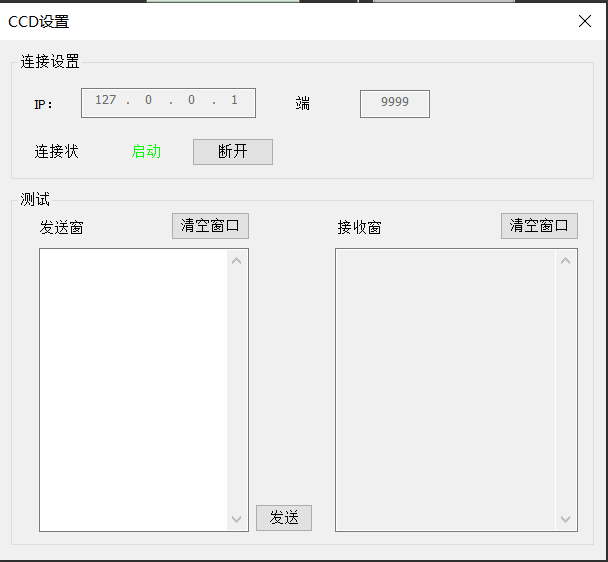 CCD设置
连接设置
IP: 127 . 0 . 0 . 1 端 9999
连接状 启动 断开
测试
发送窗 清空窗口 接收窗 清空窗口
发送